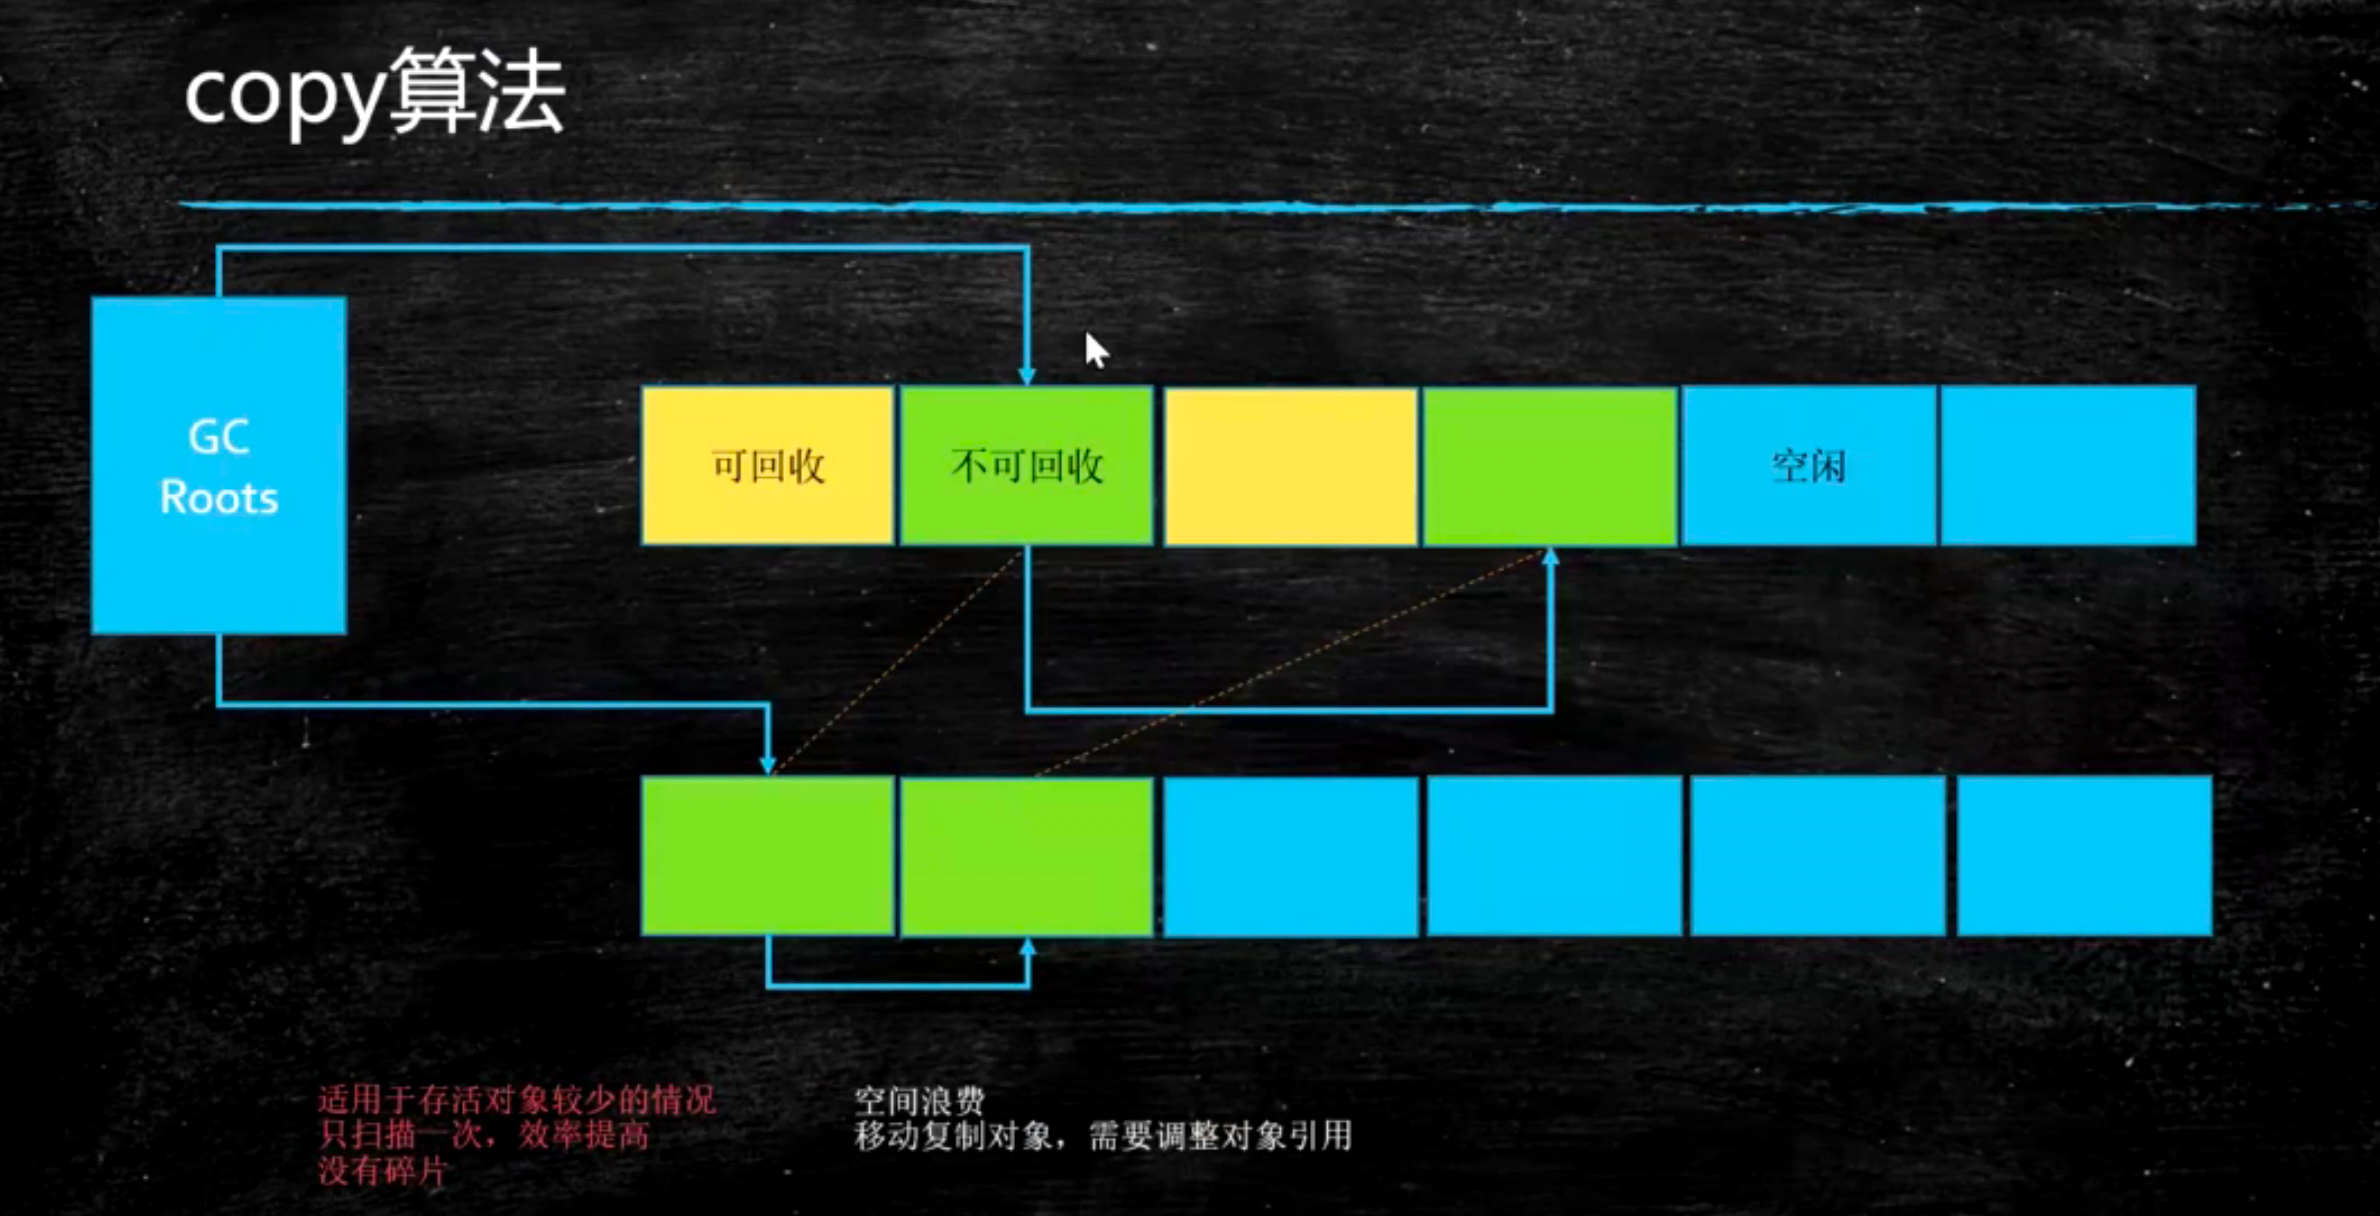 copy算法
GC
Roots
可回收
不可回收
空闲
适用于存活对象较少的情况
只扫描一次，效率提高
没有碎片
空间浪费
移动复制对象，需要调整对象引用